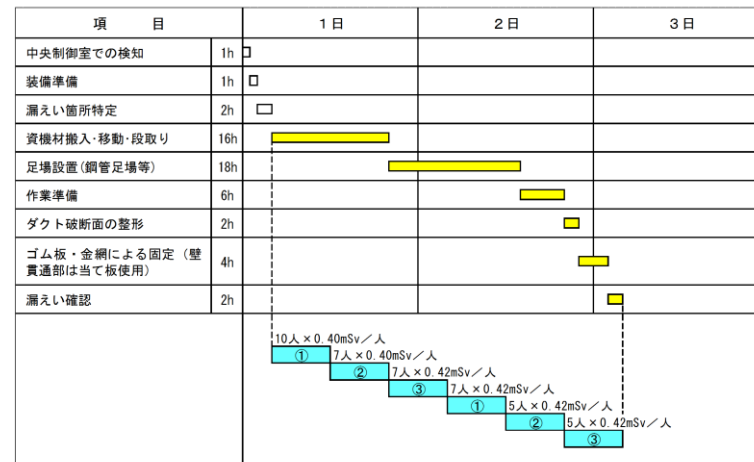 項　　目 1日 2日 3日
中央制御室での検知 1h
装備準備 1h
漏えい箇所特定 2h
資機材搬入・移動・段取り 16h
足場設置(鋼管足場等) 18h
作業準備 6h
ダクト破断面の整形 2h
ゴム板・金網による固定（壁
貫通部は当て板使用） 4h
漏えい確認 2h
10人×0.40mSv／人
① 7人×0.40mSv／人
② 7人×0.42mSv／人
③ 7人×0.42mSv／人
① 5人×0.42mSv／人
② 5人×0.42mSv／人
③